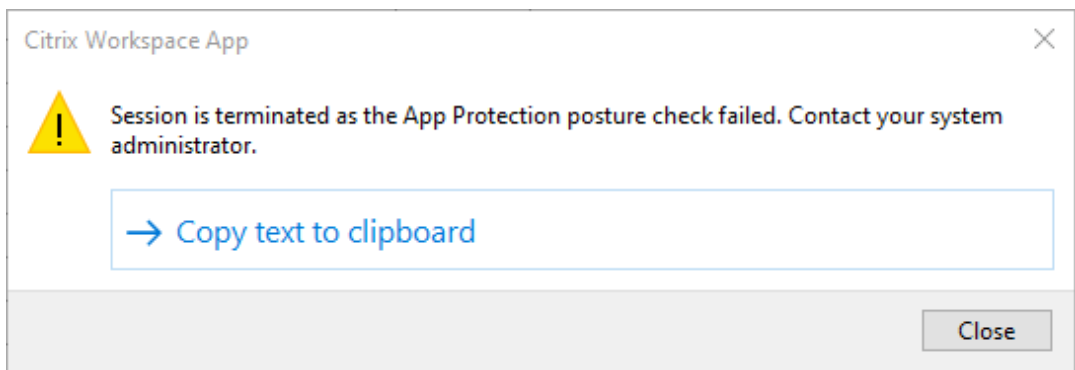 Citrix Workspace App
Session is terminated as the App Protection posture check failed. Contact your system
administrator.
Copy text to clipboard
Close